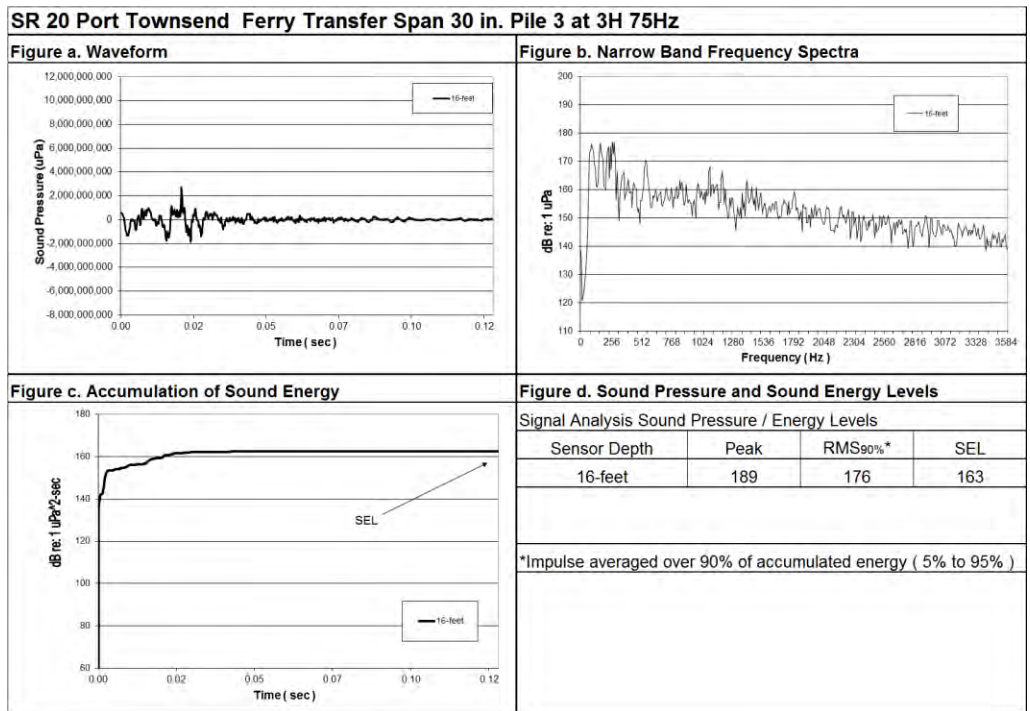 SR 20 Port Townsend Ferry Transfer Span 30 in. Pile 3 at 3H 75Hz
Figure a. Waveform
12,000,000,000
10,000,000,000
8,000,000,000
6,000,000,000
4,000,000,000
2,000,000,000
0
-2,000,000,000
-4,000,000,000
-6,000,000,000
-8,000,000,000
Sound Pressure (uPa)
16-feet
0.00 0.02 0.05 0.07 0.10 0.12
Time ( sec )
Figure b. Narrow Band Frequency Spectra
200
190
180
170
160
150
140
130
120
110
dB re: 1 uPa
16-feet
0 256 512 768 1024 1280 1536 1792 2048 2304 2560 2816 3072 3328 3584
Frequency ( Hz )
Figure c. Accumulation of Sound Energy
180
160
140
120
100
80
60
dB re: 1 uPa^2-sec
SEL
16-feet
0.00 0.02 0.05 0.07 0.10 0.12
Time ( sec )
Figure d. Sound Pressure and Sound Energy Levels
Signal Analysis Sound Pressure / Energy Levels
Sensor Depth Peak RMS90%* SEL
16-feet 189 176 163
*Impulse averaged over 90% of accumulated energy ( 5% to 95% )